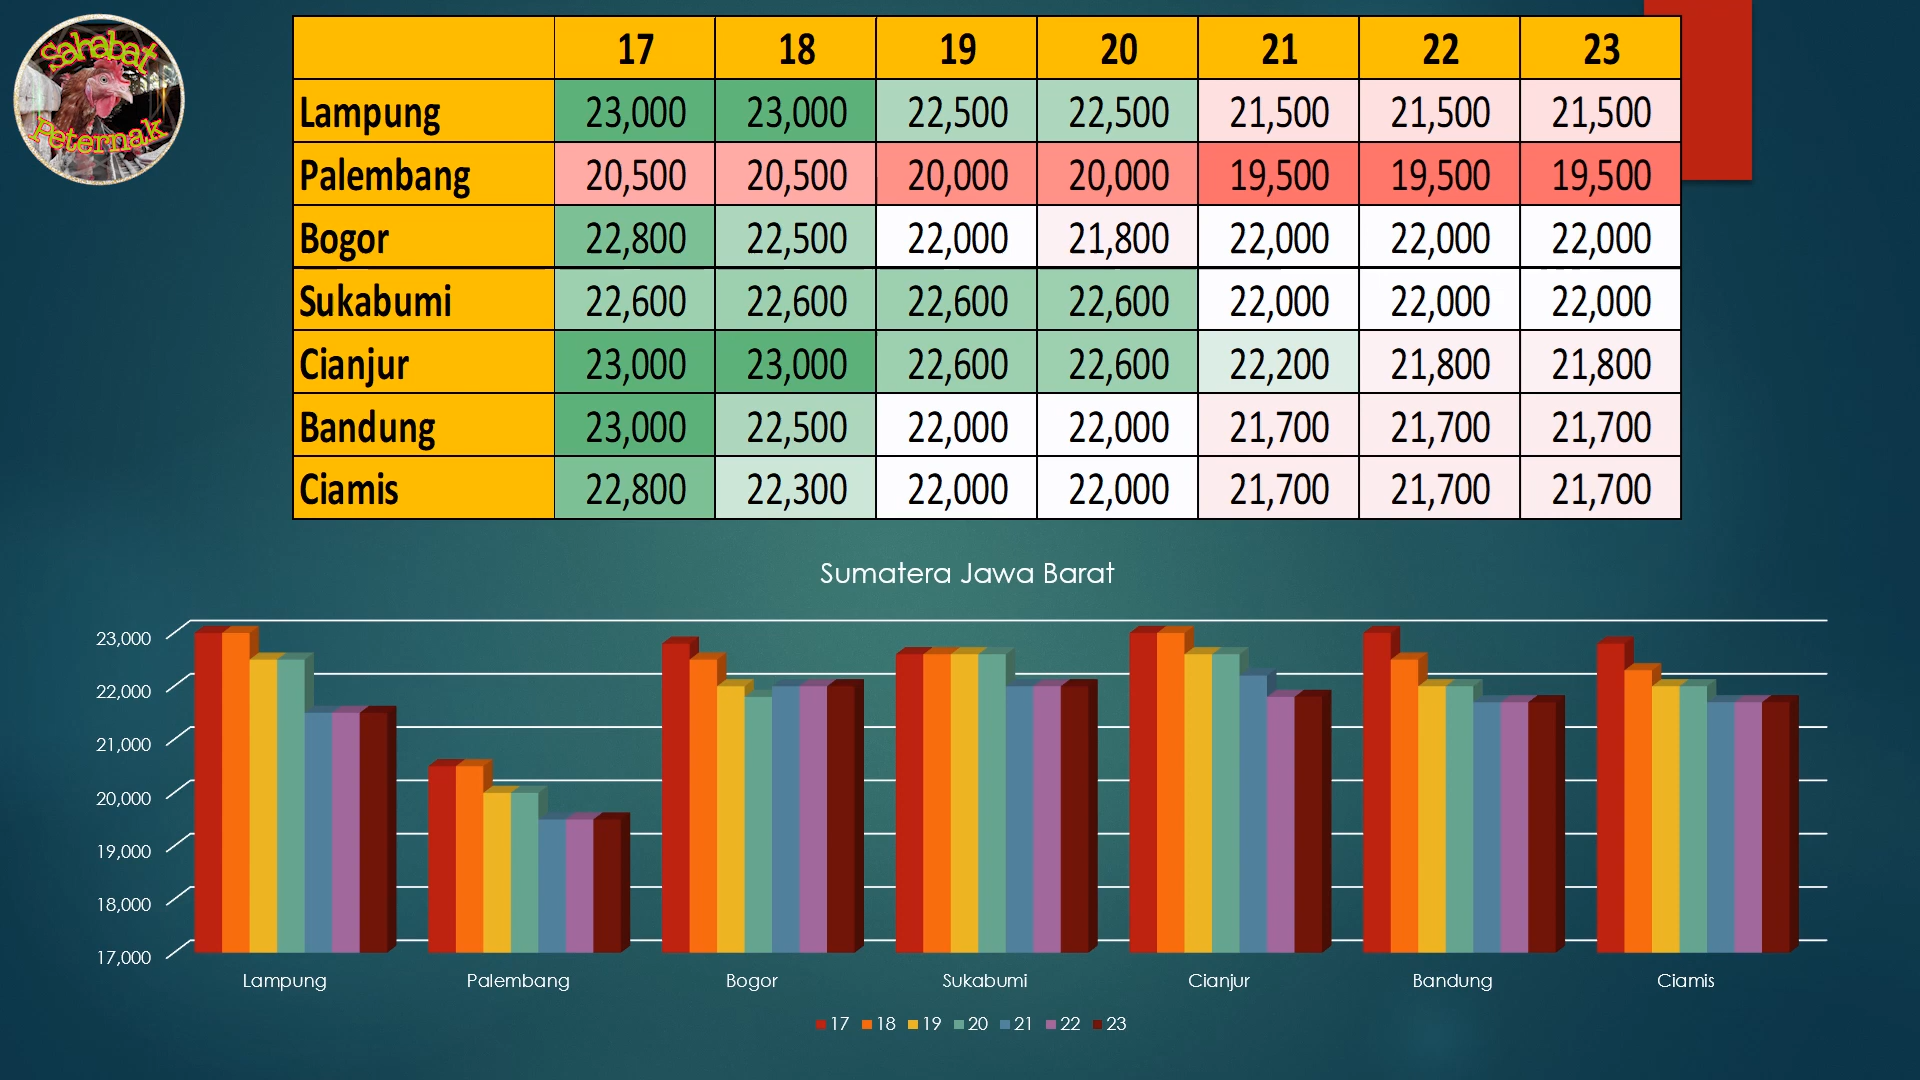 Sahabat
Peternak
17 18 19 20 21 22 23
Lampung 23,000 23,000 22,500 22,500 21,500 21,500 21,500
Palembang 20,500 20,500 20,000 20,000 19,500 19,500 19,500
Bogor 22,800 22,500 22,000 21,800 22,000 22,000 22,000
Sukabumi 22,600 22,600 22,600 22,600 22,000 22,000 22,000
Cianjur 23,000 23,000 22,600 22,600 22,200 21,800 21,800
Bandung 23,000 22,500 22,000 22,000 21,700 21,700 21,700
Ciamis 22,800 22,300 22,000 22,000 21,700 21,700 21,700
Sumatera Jawa Barat
23,000
22,000
21,000
20,000
19,000
18,000
17,000
Lampung Palembang Bogor Sukabumi Cianjur Bandung Ciamis
17 18 19 20 21 22 23